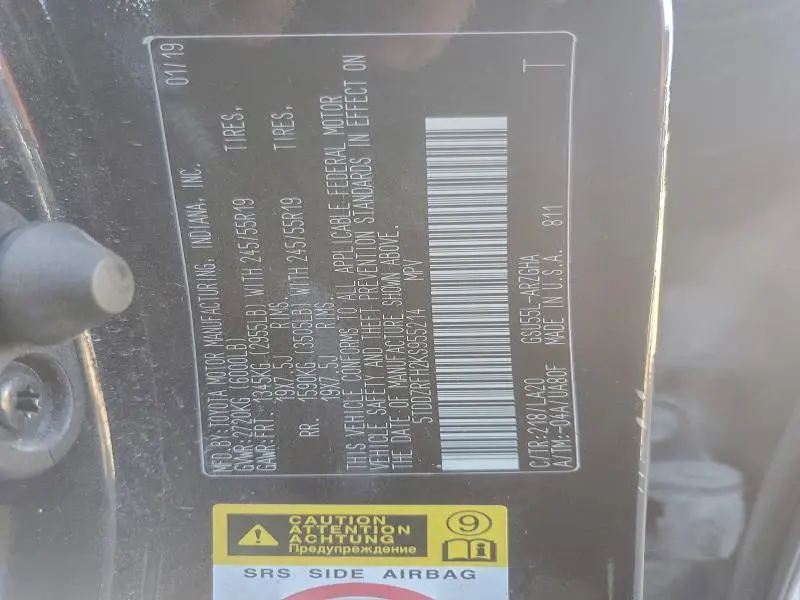 MFD.BY:TOYOTA MOTOR MANUFACTURING, INDIANA, INC. 01/19
GVWR:2720KG (6000LB)
GAWR:FRT. 1345KG (2955LB) WITH 245/55R19 TIRES,
19X7.5J RIMS.
RR. 1590KG (3505LB) WITH 245/55R19 TIRES,
19X7.5J RIMS.
THIS VEHICLE CONFORMS TO ALL APPLICABLE-FEDERAL MOTOR
VEHICLE SAFETY AND THEFT PREVENTION STANDARDS IN EFFECT ON
THE DATE OF MANUFACTURE SHOWN ABOVE.
5TDDZRFH2KS955214 MPV
C/TR:218/LA20 GSU55L-ARZGHA
A/TM:-04A/UA80F MADE IN U.S.A. 811
T
CAUTION
ATTENTION
ACHTUNG
Предупреждение
9
SRS SIDE AIRBAG